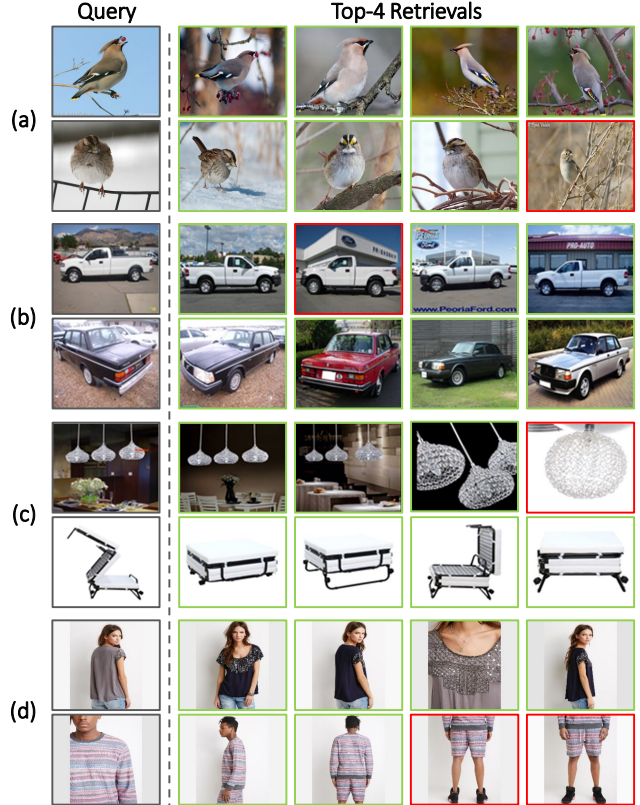 Query Top-4 Retrievals
(a)
(b)
Ford
PRO-AUTO
www.PeoriaFord.com
(c)
(d)